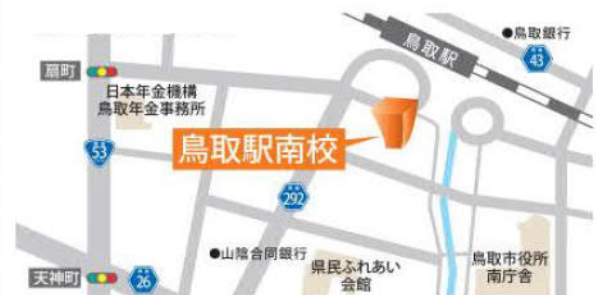 鳥取銀行
鳥取駅
43
扇町
日本年金機構
鳥取年金事務所
鳥取駅南校
53
292
山陰合同銀行
県民ふれあい
会館
鳥取市役所
南庁舎
天神町
26